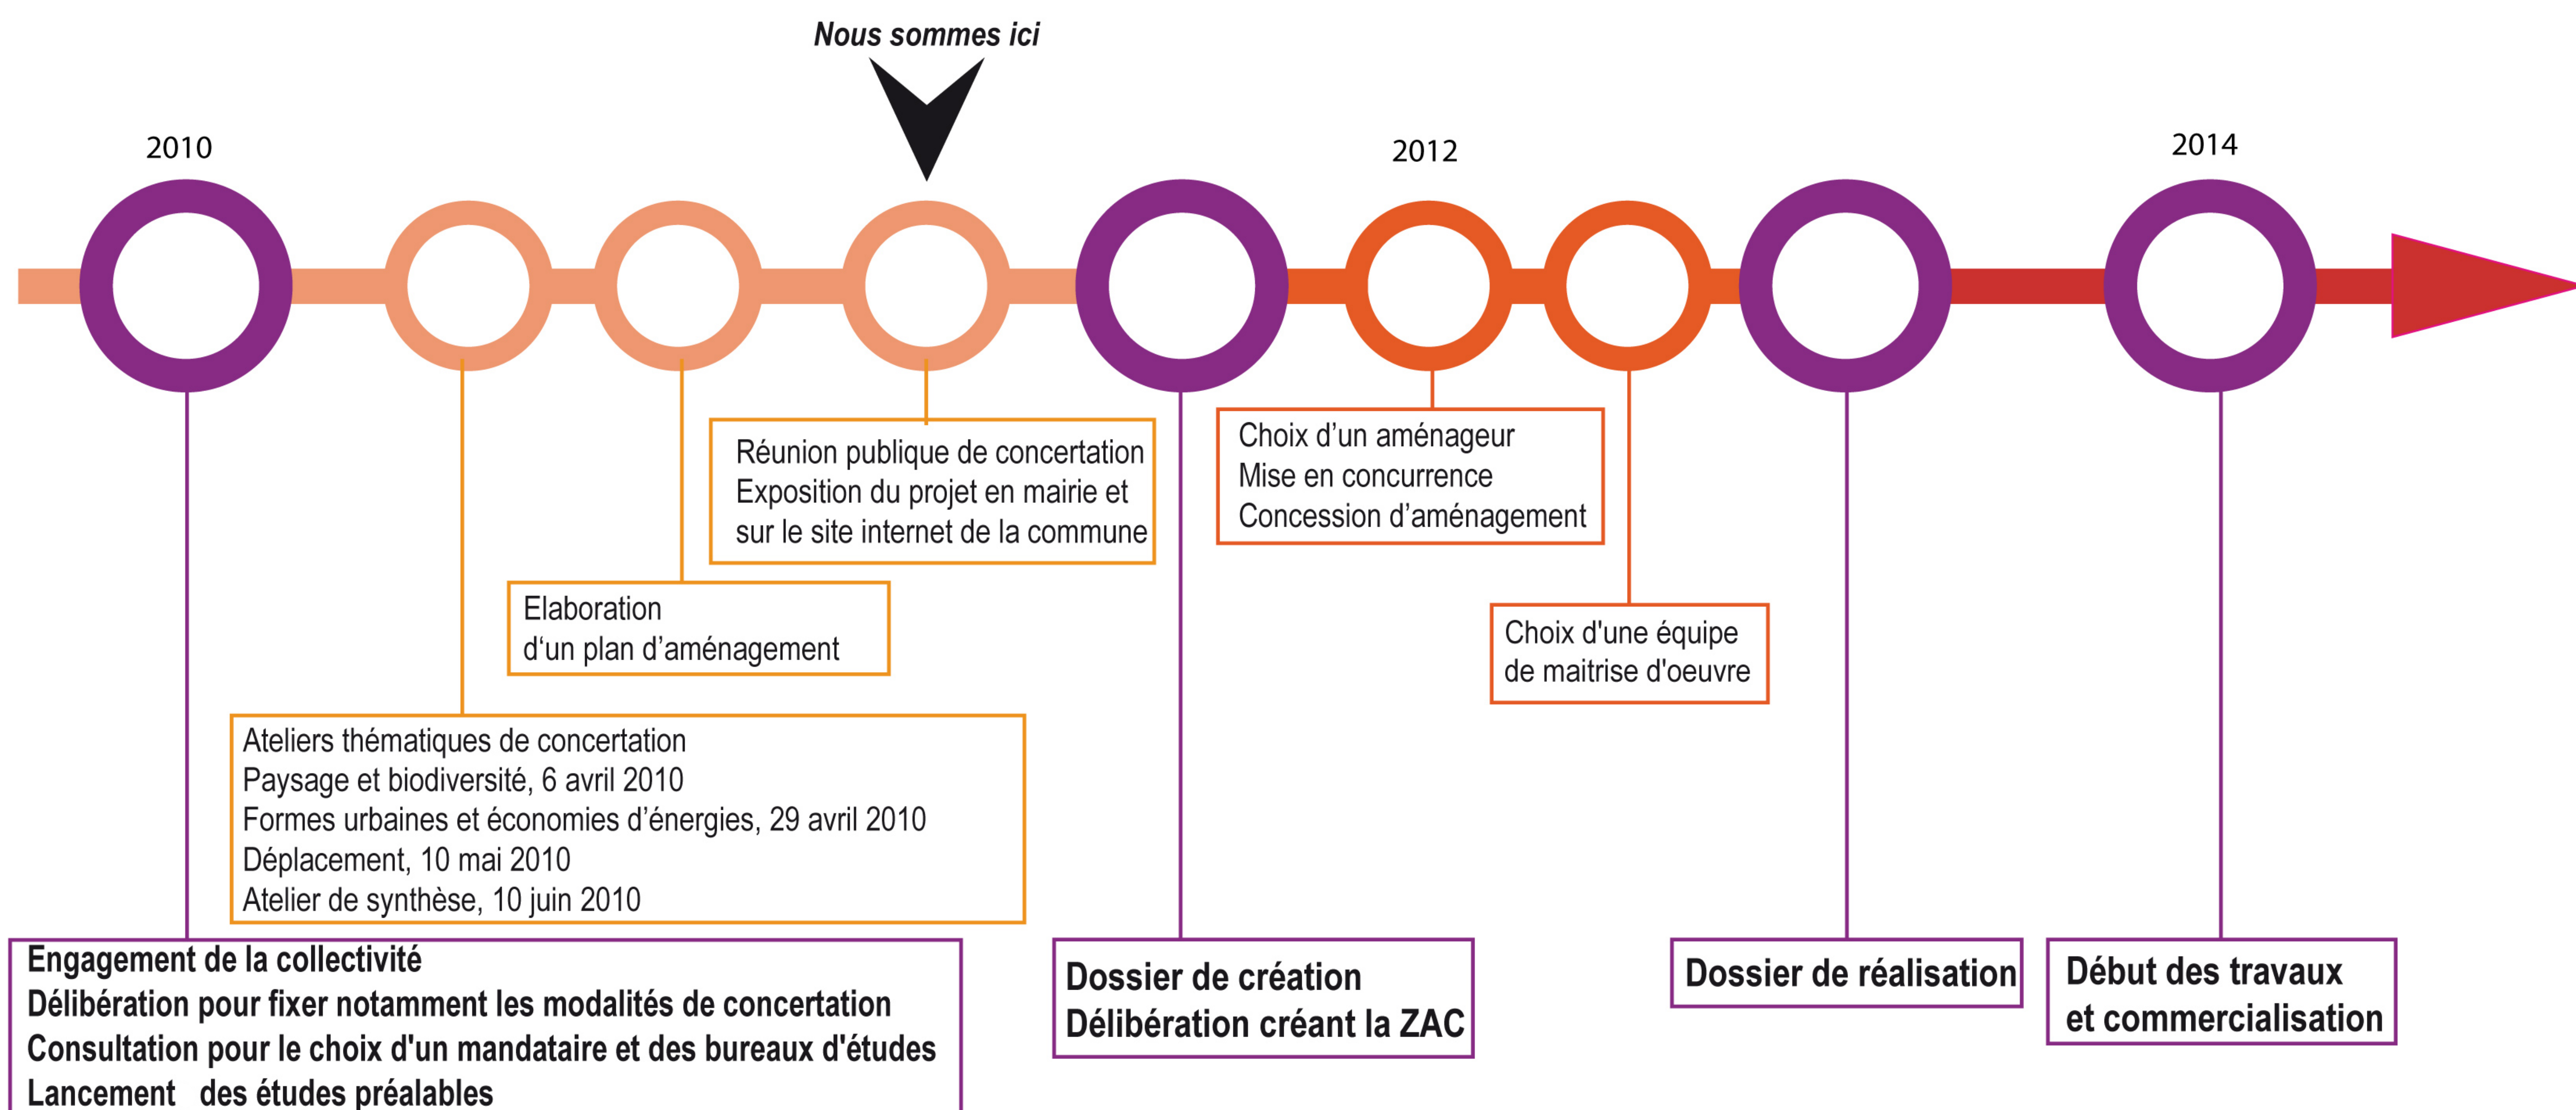 Nous sommes ici
2010
2012
2014
Réunion publique de concertation
Exposition du projet en mairie et
sur le site internet de la commune
Choix d’un aménageur
Mise en concurrence
Concession d’aménagement
Elaboration
d‘un plan d’aménagement
Choix d'une équipe
de maitrise d'oeuvre
Ateliers thématiques de concertation
Paysage et biodiversité, 6 avril 2010
Formes urbaines et économies d’énergies, 29 avril 2010
Déplacement, 10 mai 2010
Atelier de synthèse, 10 juin 2010
Engagement de la collectivité
Délibération pour fixer notamment les modalités de concertation
Consultation pour le choix d'un mandataire et des bureaux d'études
Lancement   des études préalables
Dossier de création
Délibération créant la ZAC
Dossier de réalisation
Début des travaux
et commercialisation